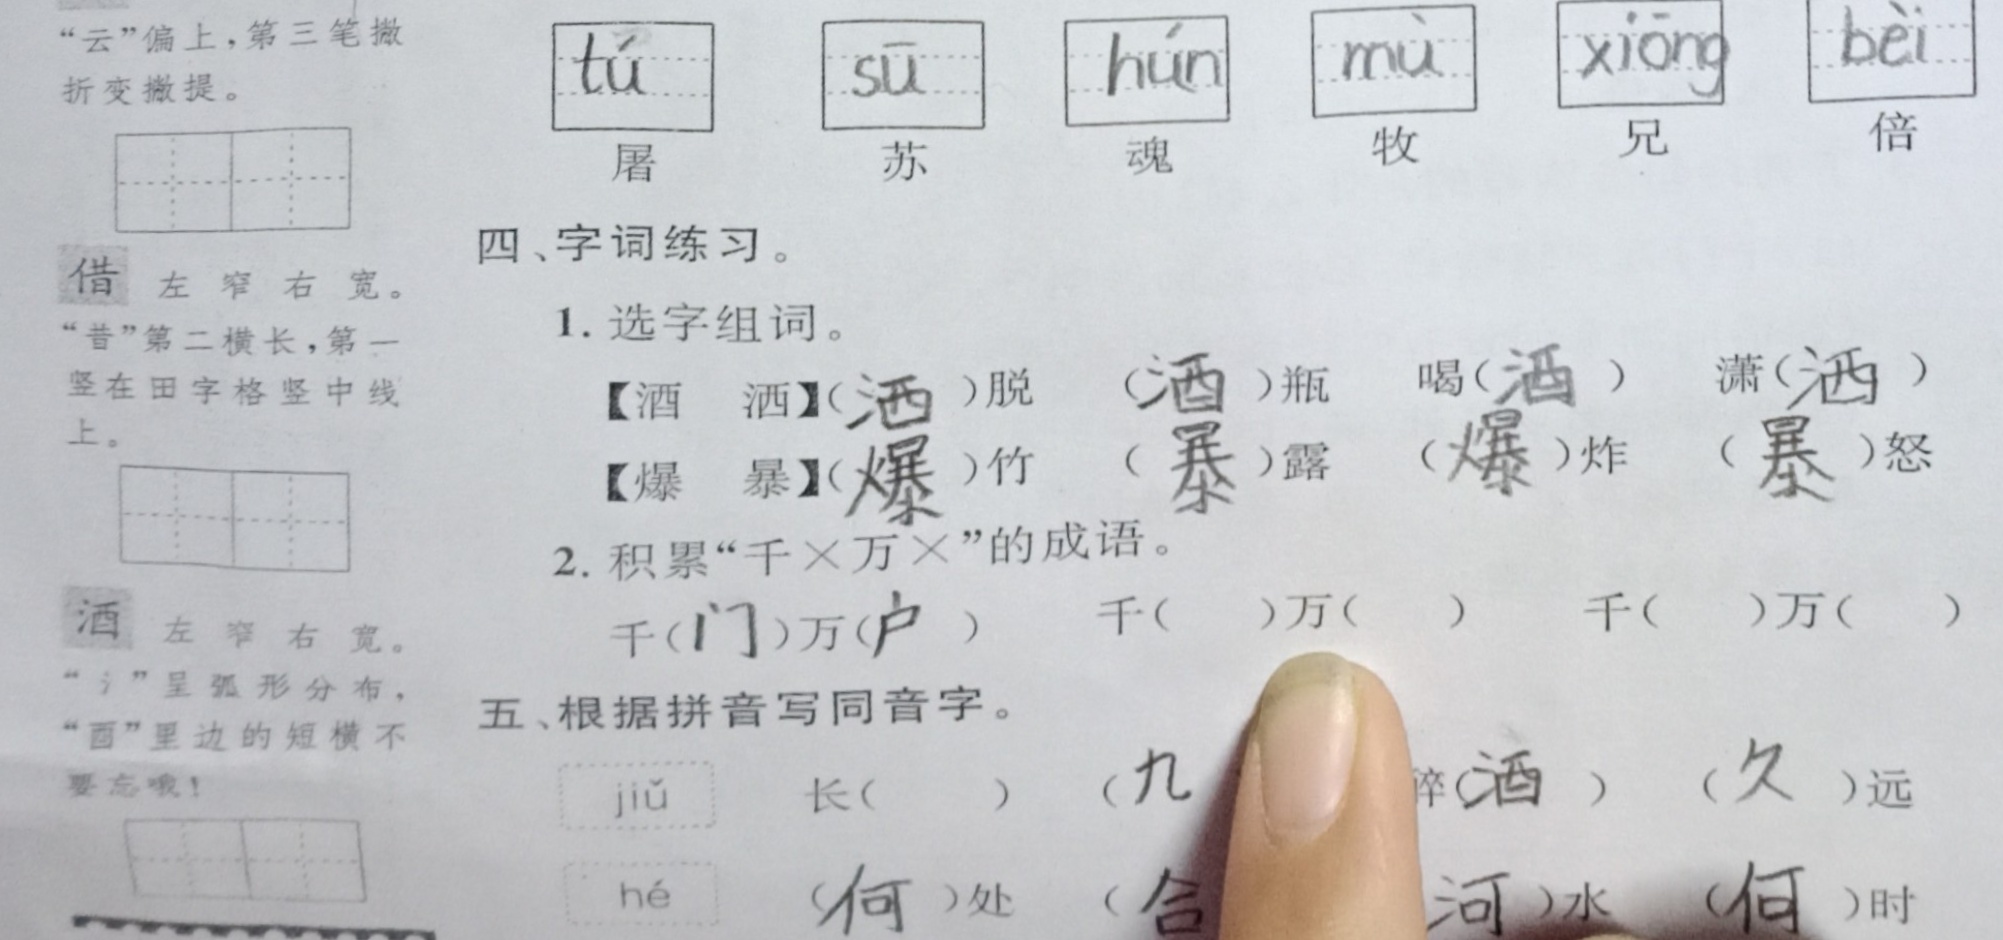 “云”偏上,第三笔撇
折变撇提。
借 左窄右宽。
“昔”第二横长,第一
竖在田字格竖中线
上。
酒 左窄右宽。
“氵”呈弧形分布,
“酉”里边的短横不
要忘哦!
tú sū hún mù xiōng bèi
屠 苏 魂 牧 兄 倍
四、字词练习。
1. 选字组词。
【酒 洒】(洒)脱 (酒)瓶 喝(酒) 潇(洒)
【爆 暴】(爆)竹 (暴)露 (爆)炸 (暴)怒
2. 积累“千×万×”的成语。
千(门)万(户) 千( )万( ) 千( )万( )
五、根据拼音写同音字。
jiǔ 长( ) (九 (酒) (久)远
hé (何)处 (合 河)水 (何)时